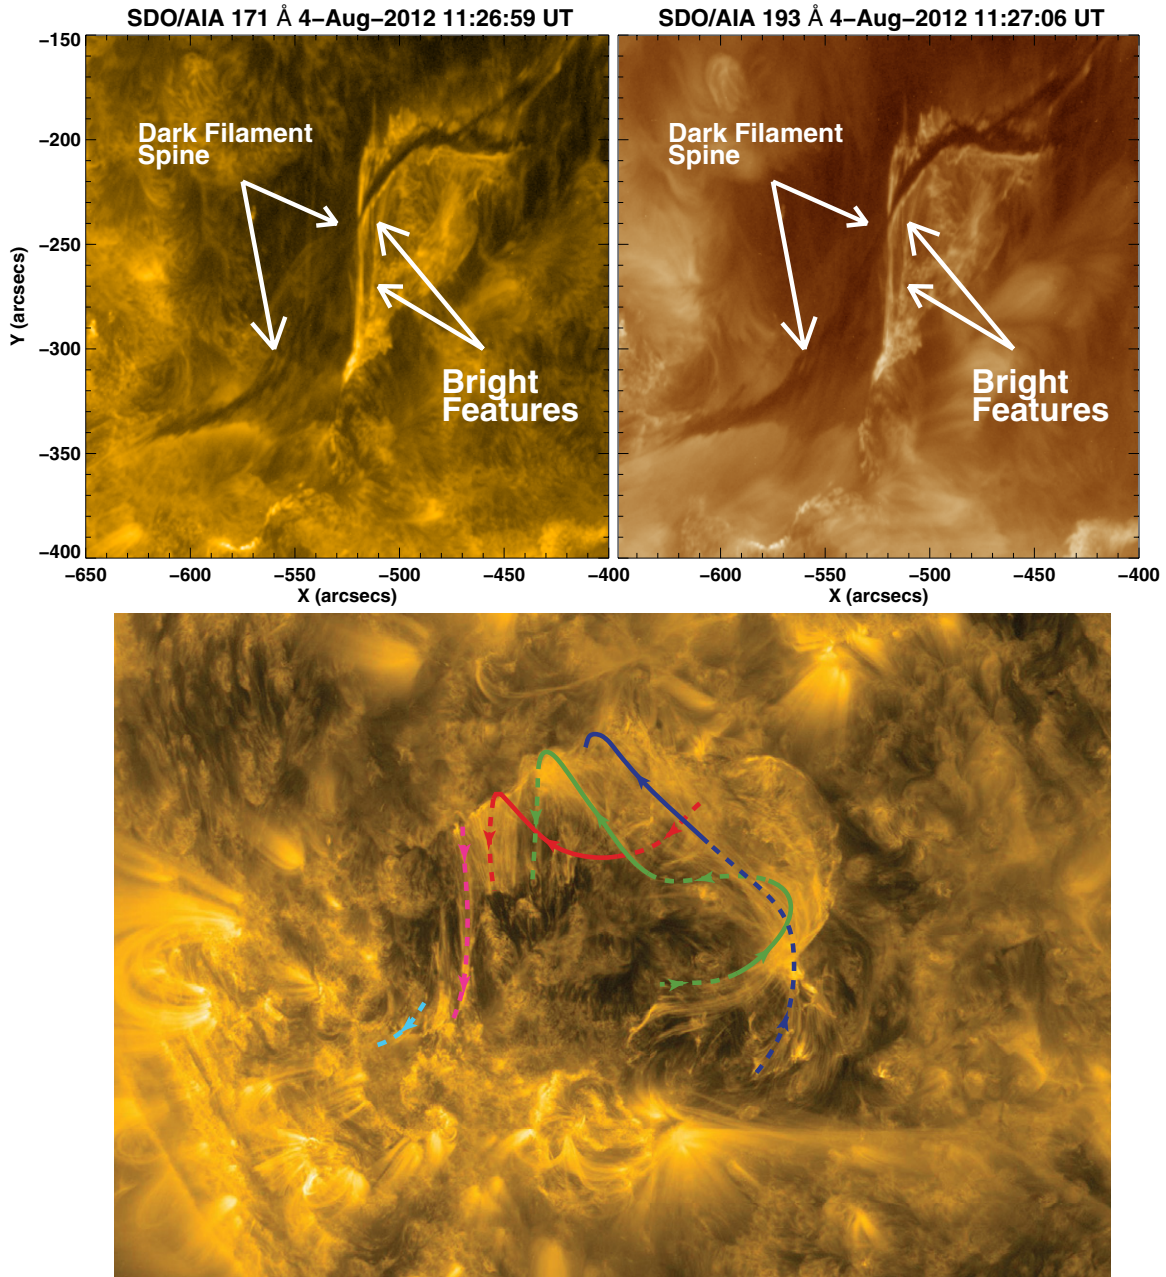 SDO/AIA 171 Å 4−Aug−2012 11:26:59 UT
−150
−200
−250
−300
−350
−400
Y (arcsecs)
Dark Filament
Spine
Bright
Features
−650
−600
−550
−500
−450
−400
X (arcsecs)
SDO/AIA 193 Å 4−Aug−2012 11:27:06 UT
Dark Filament
Spine
Bright
Features
−600
−550
−500
−450
−400
X (arcsecs)